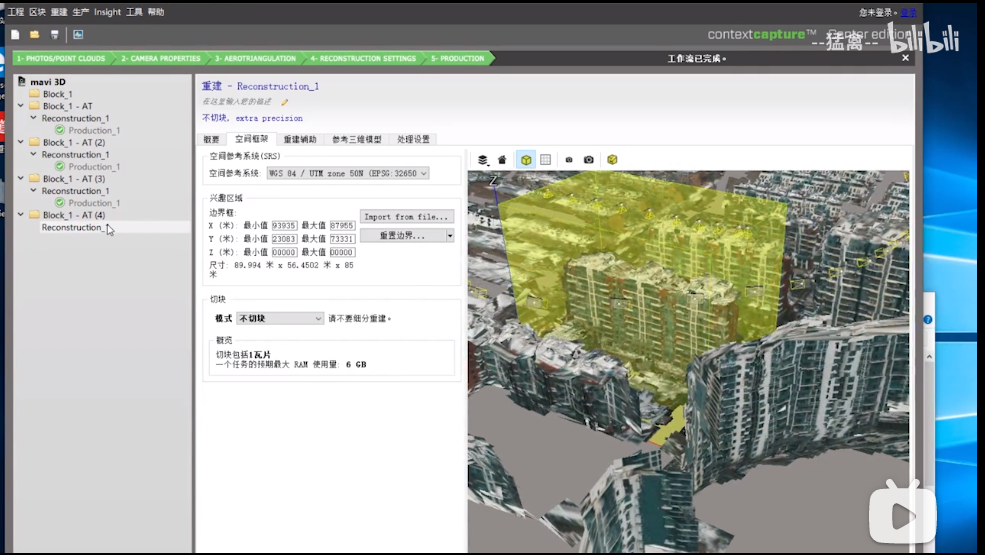 工程 区块 重建 生产 Insight 工具 帮助
您未登录。 登录
contextcapture™ Center edition
--猛禽--
bilibili
1- PHOTOS/POINT CLOUDS
2- CAMERA PROPERTIES
3- AEROTRIANGULATION
4- RECONSTRUCTION SETTINGS
5- PRODUCTION
工作流已完成。
mavi 3D
Block_1
Block_1 - AT
Reconstruction_1
Production_1
Block_1 - AT (2)
Reconstruction_1
Production_1
Block_1 - AT (3)
Reconstruction_1
Production_1
Block_1 - AT (4)
Reconstruction_1
重建 - Reconstruction_1
在这里输入您的描述
不切块, extra precision
概要 空间框架 重建辅助 参考三维模型 处理设置
空间参考系统(SRS)
空间参考系统: WGS 84 / UTM zone 50N (EPSG:32650
兴趣区域
边界框:
X (米): 最小值 93935 最大值 87955
Y (米): 最小值 23083 最大值 73331
Z (米): 最小值 00000 最大值 00000
尺寸: 89.994 米 x 56.4502 米 x 85
米
Import from file...
重置边界...
切块
模式 不切块 请不要细分重建。
概览
切块包括1瓦片
一个任务的预期最大 RAM 使用量: 6 GB
Z